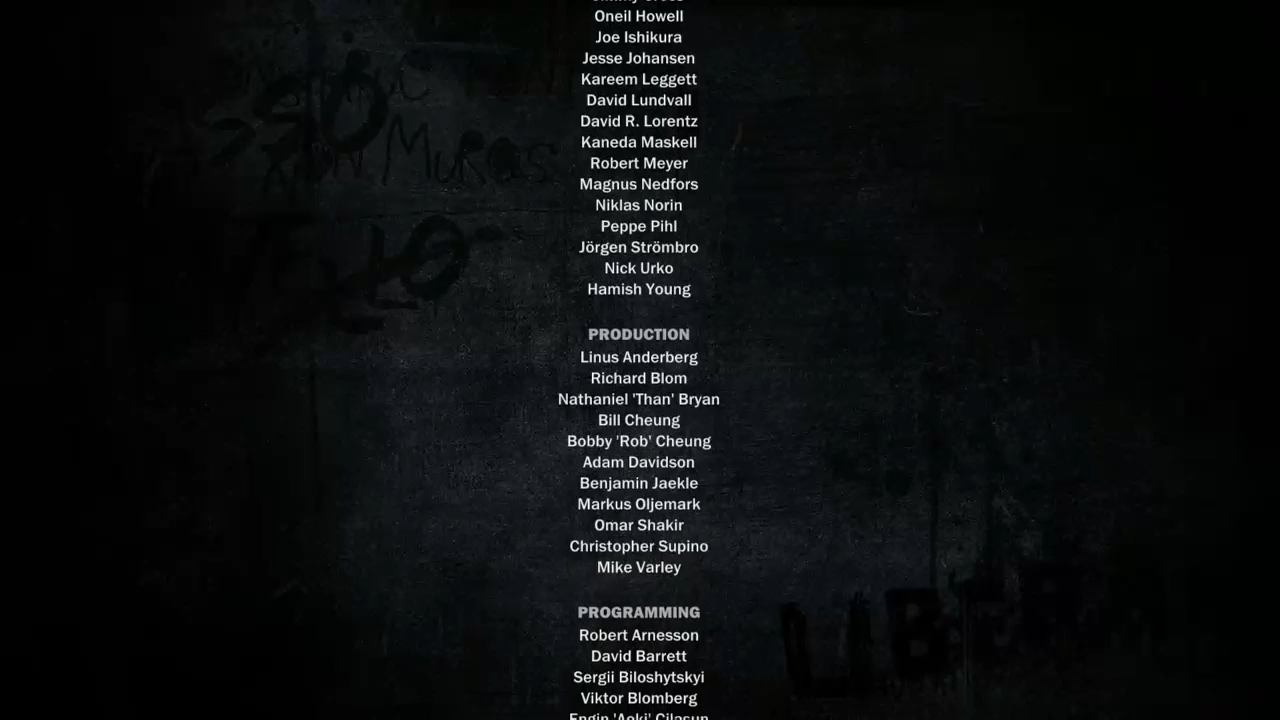 Oneil Howell
Joe Ishikura
Jesse Johansen
Kareem Leggett
David Lundvall
David R. Lorentz
Kaneda Maskell
Robert Meyer
Magnus Nedfors
Niklas Norin
Peppe Pihl
Jörgen Strömbro
Nick Urko
Hamish Young
PRODUCTION
Linus Anderberg
Richard Blom
Nathaniel 'Than' Bryan
Bill Cheung
Bobby 'Rob' Cheung
Adam Davidson
Benjamin Jaekle
Markus Oljemark
Omar Shakir
Christopher Supino
Mike Varley
PROGRAMMING
Robert Arnesson
David Barrett
Sergii Biloshytskyi
Viktor Blomberg
Engin 'Aoki' Cilasun